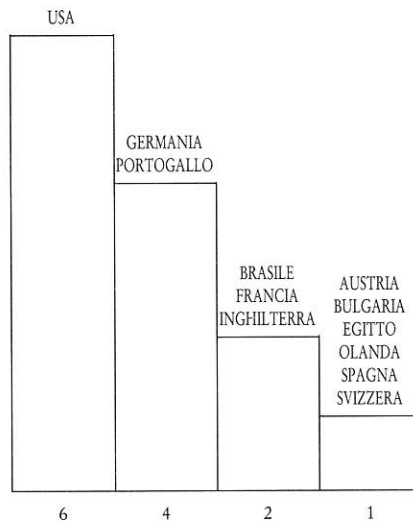 USA
GERMANIA
PORTOGALLO
BRASILE
FRANCIA
INGHILTERRA
AUSTRIA
BULGARIA
EGITTO
OLANDA
SPAGNA
SVIZZERA
6 4 2 1